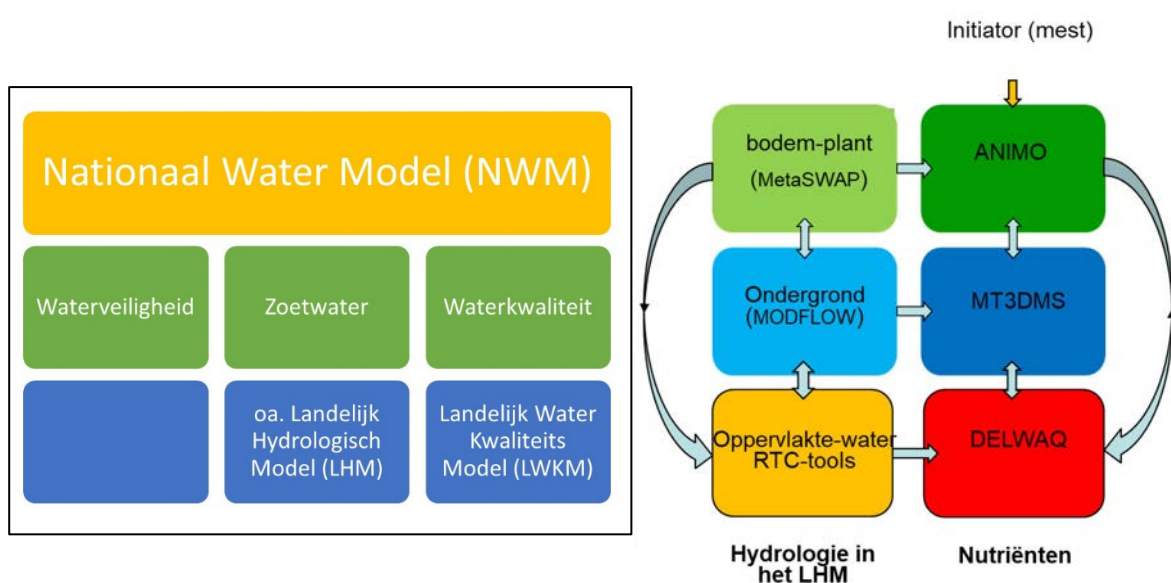 Nationaal Water Model (NWM)
Waterveiligheid
Zoetwater
Waterkwaliteit
oa. Landelijk
Hydrologisch
Model (LHM)
Landelijk Water
Kwaliteits
Model (LWKM)
Initiator (mest)
bodem-plant
(MetaSWAP)
ANIMO
Ondergrond
(MODFLOW)
MT3DMS
Oppervlakte-water
RTC-tools
DELWAQ
Hydrologie in
het LHM
Nutriënten